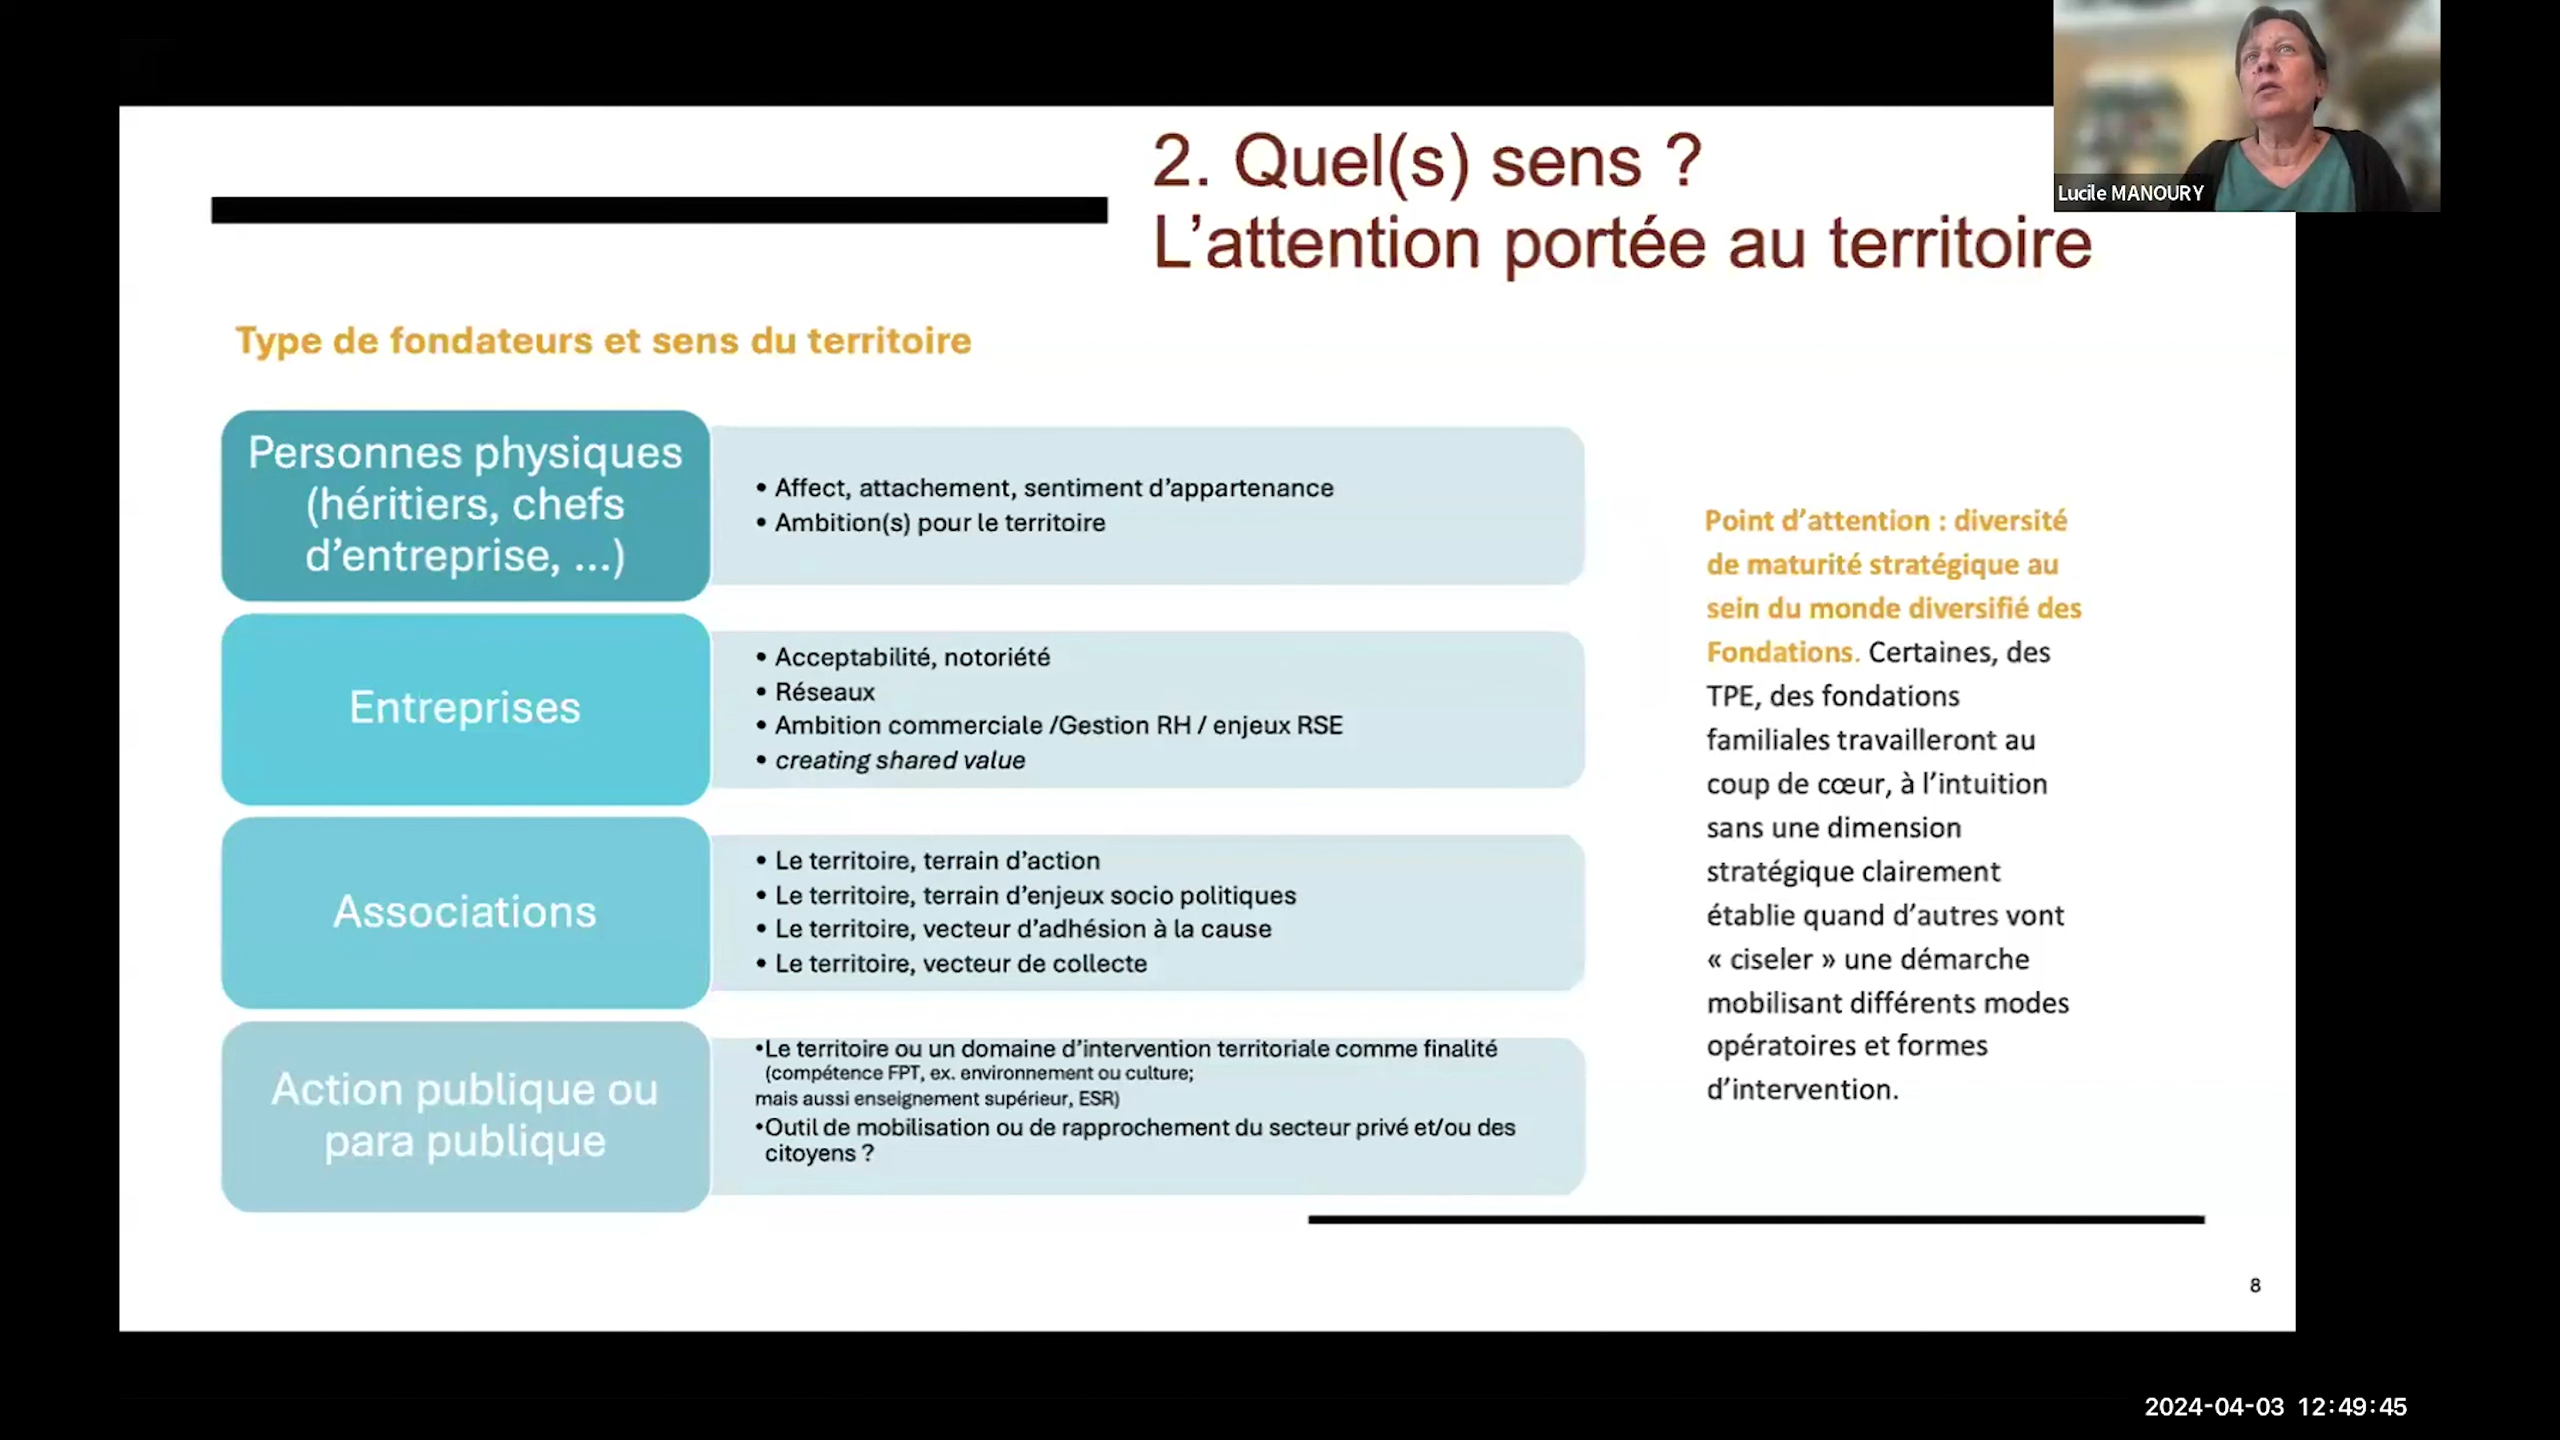 2. Quel(s) sens ?
L’attention portée au territoire
Lucile MANOURY
Type de fondateurs et sens du territoire
Personnes physiques
(héritiers, chefs
d’entreprise, ...)
• Affect, attachement, sentiment d’appartenance
• Ambition(s) pour le territoire
Entreprises
• Acceptabilité, notoriété
• Réseaux
• Ambition commerciale /Gestion RH / enjeux RSE
• creating shared value
Associations
• Le territoire, terrain d’action
• Le territoire, terrain d’enjeux socio politiques
• Le territoire, vecteur d’adhésion à la cause
• Le territoire, vecteur de collecte
Action publique ou
para publique
•Le territoire ou un domaine d’intervention territoriale comme finalité
(compétence FPT, ex. environnement ou culture;
mais aussi enseignement supérieur, ESR)
•Outil de mobilisation ou de rapprochement du secteur privé et/ou des
citoyens ?
Point d’attention : diversité
de maturité stratégique au
sein du monde diversifié des
Fondations. Certaines, des
TPE, des fondations
familiales travailleront au
coup de cœur, à l’intuition
sans une dimension
stratégique clairement
établie quand d’autres vont
« ciseler » une démarche
mobilisant différents modes
opératoires et formes
d’intervention.
8
2024-04-03 12:49:45